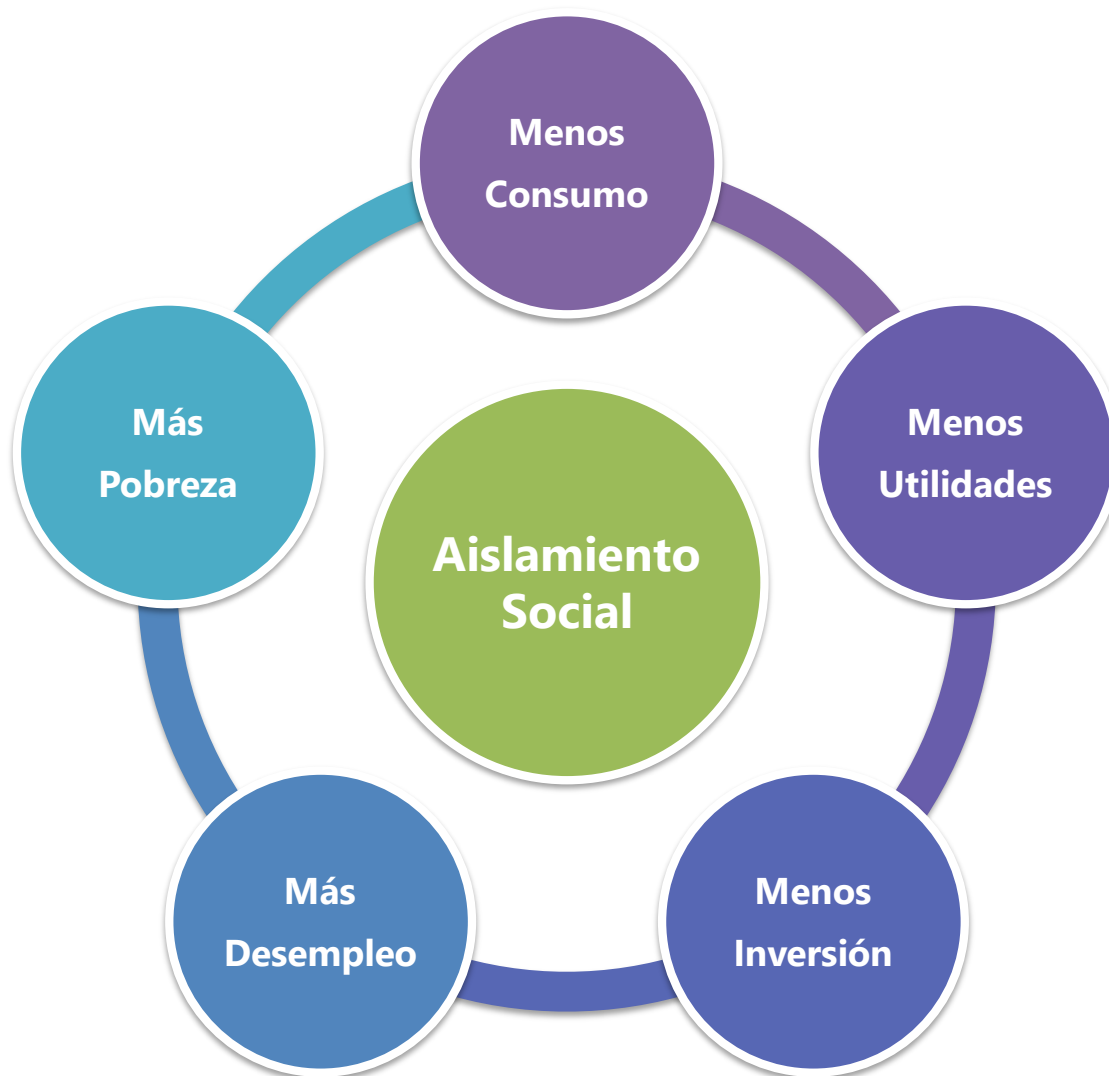 Menos
Consumo
Más
Pobreza
Menos
Utilidades
Aislamiento
Social
Más
Desempleo
Menos
Inversión